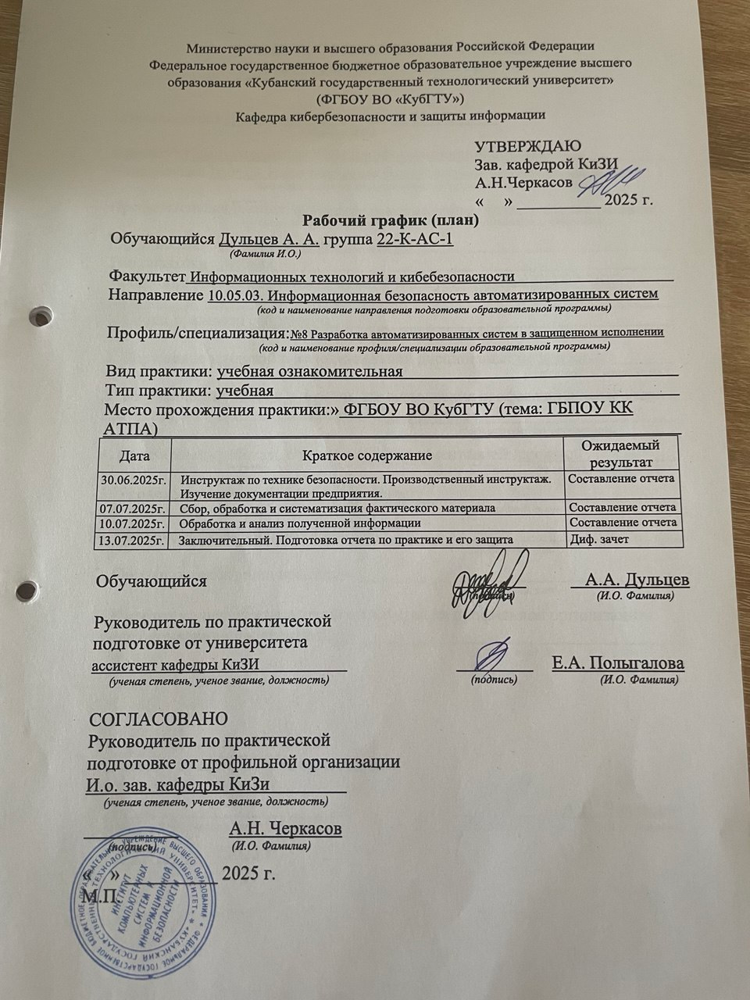 Министерство науки и высшего образования Российской Федерации
Федеральное государственное бюджетное образовательное учреждение высшего
образования «Кубанский государственный технологический университет»
(ФГБОУ ВО «КубГТУ»)
Кафедра кибербезопасности и защиты информации
УТВЕРЖДАЮ
Зав. кафедрой КиЗИ
А.Н.Черкасов
« » __________ 2025 г.
Рабочий график (план)
Обучающийся Дульцев А. А. группа 22-К-АС-1
(Фамилия И.О.)
Факультет Информационных технологий и кибебезопасности
Направление 10.05.03. Информационная безопасность автоматизированных систем
(код и наименование направления подготовки образовательной программы)
Профиль/специализация:№8 Разработка автоматизированных систем в защищенном исполнении
(код и наименование профиля/специализации образовательной программы)
Вид практики: учебная ознакомительная
Тип практики: учебная
Место прохождения практики:» ФГБОУ ВО КубГТУ (тема: ГБПОУ КК
АТПА)
Дата Краткое содержание Ожидаемый результат
30.06.2025г. Инструктаж по технике безопасности. Производственный инструктаж. Составление отчета
Изучение документации предприятия.
07.07.2025г. Сбор, обработка и систематизация фактического материала Составление отчета
10.07.2025г. Обработка и анализ полученной информации Составление отчета
13.07.2025г. Заключительный. Подготовка отчета по практике и его защита Диф. зачет
Обучающийся А.А. Дульцев
(подпись) (И.О. Фамилия)
Руководитель по практической
подготовке от университета
ассистент кафедры КиЗИ Е.А. Полыгалова
(ученая степень, ученое звание, должность) (подпись) (И.О. Фамилия)
СОГЛАСОВАНО
Руководитель по практической
подготовке от профильной организации
И.о. зав. кафедры КиЗи
(ученая степень, ученое звание, должность)
А.Н. Черкасов
(подпись) (И.О. Фамилия)
« » __________ 2025 г.
М.П.
ИНСТИТУТ
КОМПЬЮТЕРНЫХ
СИСТЕМ И
ИНФОРМАЦИОННОЙ
БЕЗОПАСНОСТИ